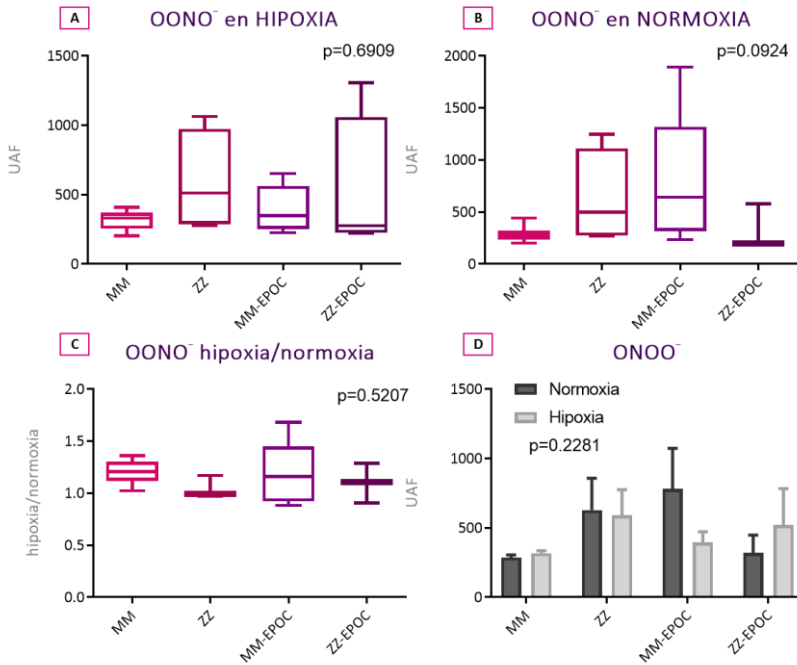 A
OONO⁻ en HIPOXIA
p=0.6909
1500
1000
500
0
UAF
MM
ZZ
MM-EPOC
ZZ-EPOC
B
OONO⁻ en NORMOXIA
p=0.0924
2000
1500
1000
500
0
UAF
MM
ZZ
MM-EPOC
ZZ-EPOC
C
OONO⁻ hipoxia/normoxia
p=0.5207
2.0
1.5
1.0
0.5
0.0
hipoxia/normoxia
MM
ZZ
MM-EPOC
ZZ-EPOC
D
ONOO⁻
Normoxia
Hipoxia
p=0.2281
1500
1000
500
0
UAF
MM
ZZ
MM-EPOC
ZZ-EPOC